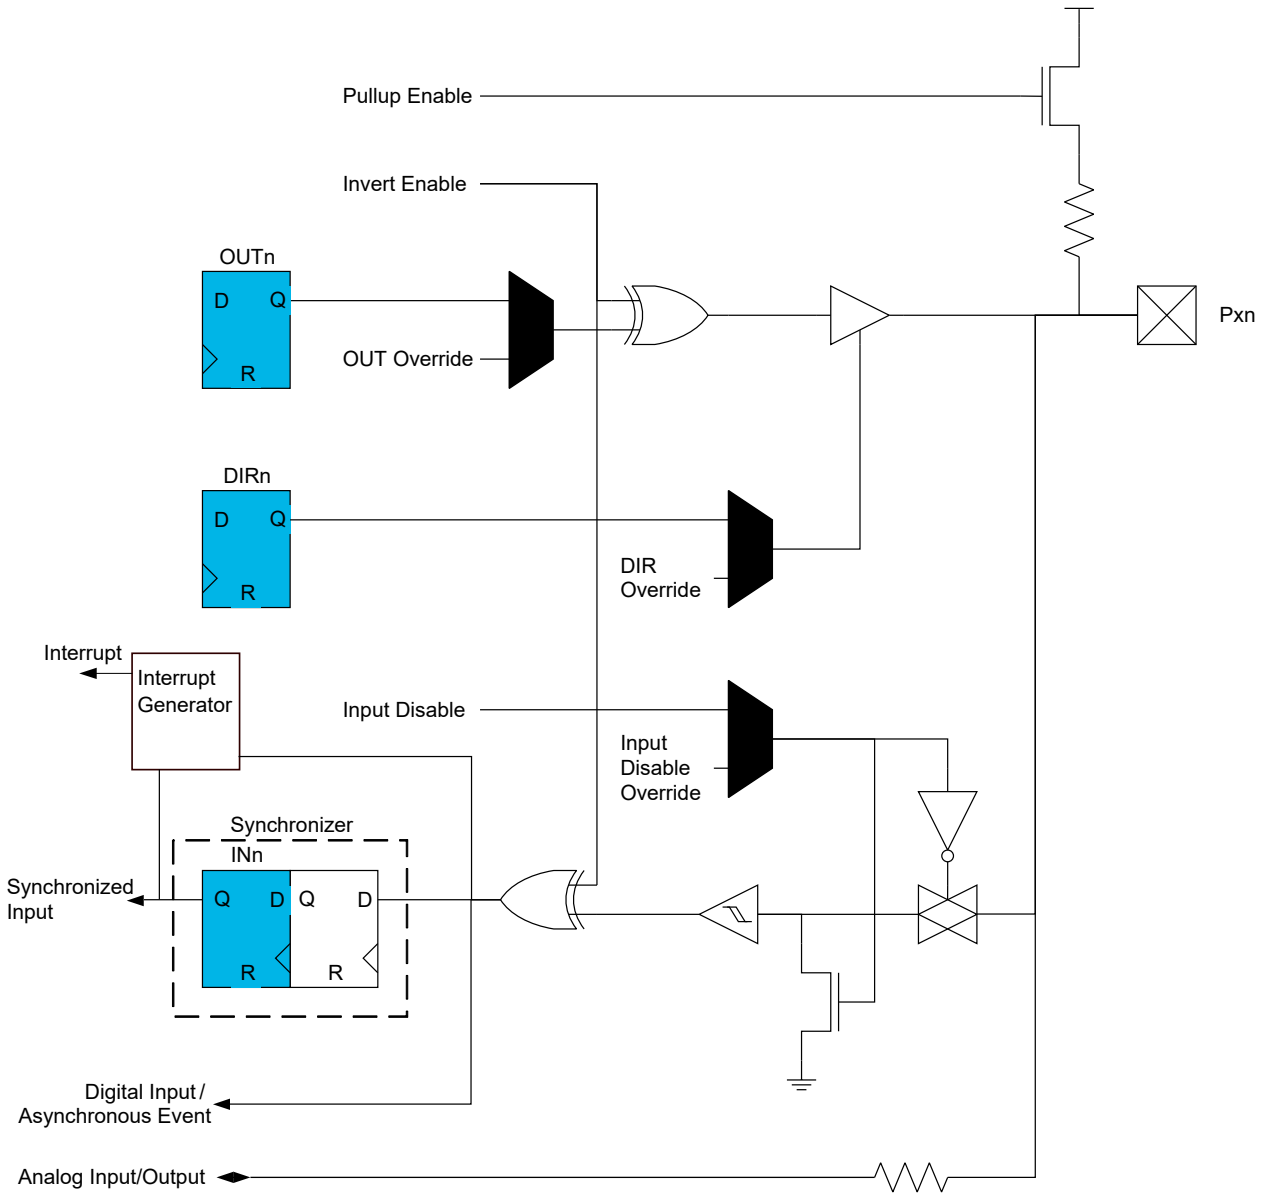 Pullup Enable
Invert Enable
OUTn
D Q
R
OUT Override
Pxn
DIRn
D Q
R
DIR
Override
Interrupt
Interrupt
Generator
Input Disable
Input
Disable
Override
Synchronizer
INn
Q D Q D
R R
Synchronized
Input
Digital Input/
Asynchronous Event
Analog Input/Output